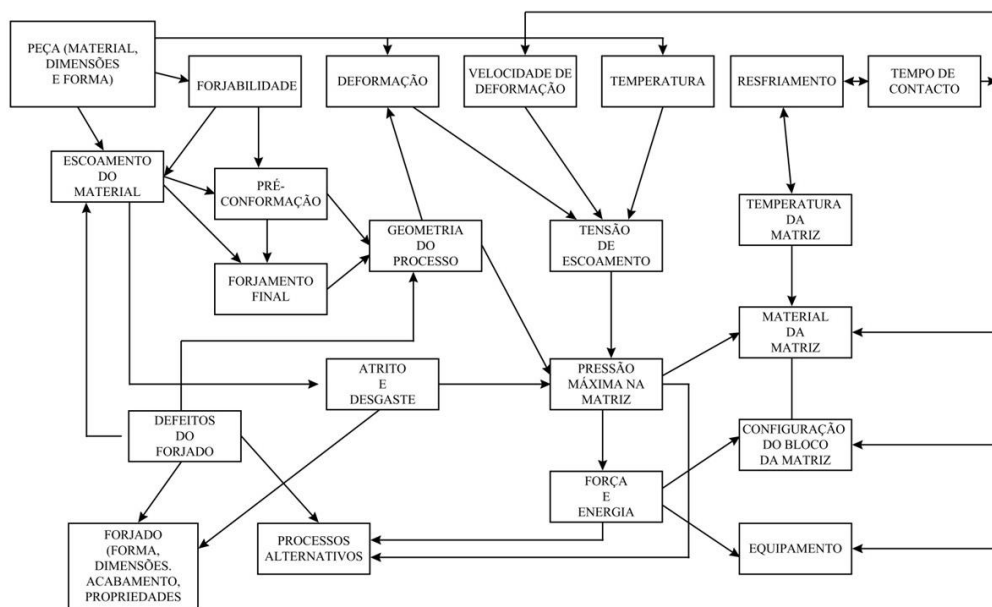 PEÇA (MATERIAL,
DIMENSÕES
E FORMA)
FORJABILIDADE
DEFORMAÇÃO
VELOCIDADE DE
DEFORMAÇÃO
TEMPERATURA
RESFRIAMENTO
TEMPO DE
CONTACTO
ESCOAMENTO
DO
MATERIAL
PRÉ-
CONFORMAÇÃO
GEOMETRIA
DO
PROCESSO
TENSÃO
DE
ESCOAMENTO
TEMPERATURA
DA
MATRIZ
FORJAMENTO
FINAL
MATERIAL
DA
MATRIZ
ATRITO
E
DESGASTE
PRESSÃO
MÁXIMA NA
MATRIZ
DEFEITOS
DO
FORJADO
CONFIGURAÇÃO
DO BLOCO
DA MATRIZ
FORÇA
E
ENERGIA
FORJADO
(FORMA,
DIMENSÕES.
ACABAMENTO,
PROPRIEDADES
PROCESSOS
ALTERNATIVOS
EQUIPAMENTO